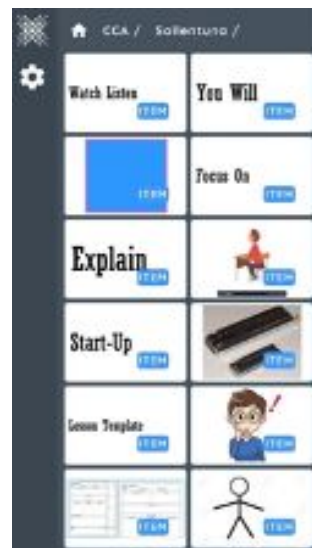 CCA / Sollentuna /
Watch Listen
ITEM
You Will
ITEM
ITEM
Focus On
ITEM
Explain
ITEM
ITEM
Start-Up
ITEM
ITEM
Lesson Template
ITEM
ITEM
ITEM
ITEM